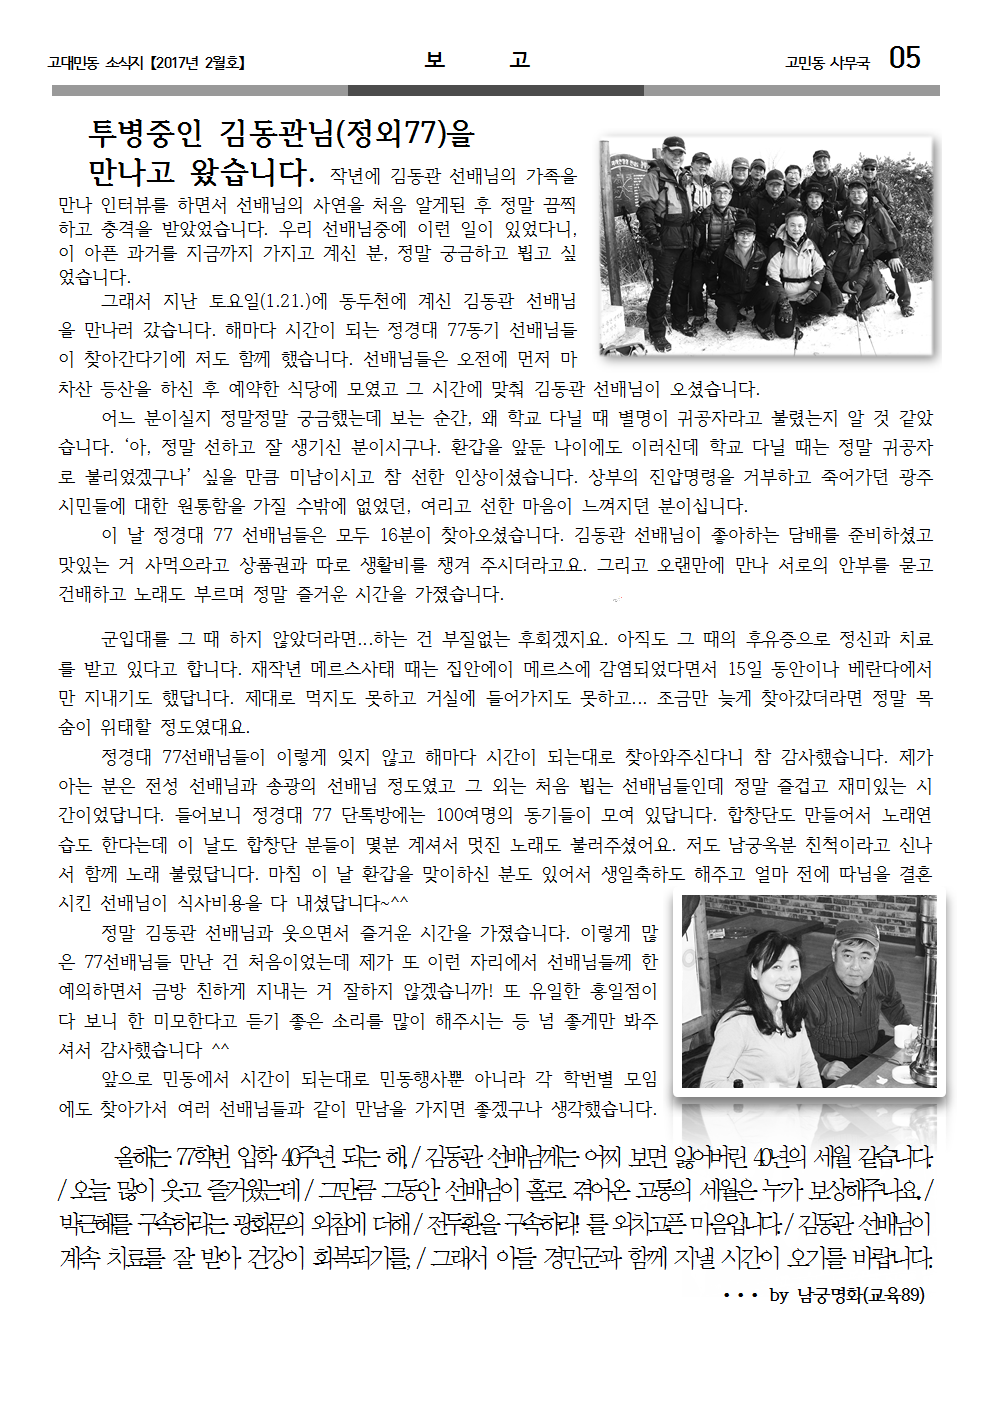 고대민동 소식지【2017년 2월호】
보 고
고민동 사무국 05
투병중인 김동관님(정외77)을
만나고 왔습니다. 작년에 김동관 선배님의 가족을
만나 인터뷰를 하면서 선배님의 사연을 처음 알게된 후 정말 끔찍
하고 충격을 받았었습니다. 우리 선배님중에 이런 일이 있었다니,
이 아픈 과거를 지금까지 가지고 계신 분, 정말 궁금하고 뵙고 싶
었습니다.
그래서 지난 토요일(1.21.)에 동두천에 계신 김동관 선배님
을 만나러 갔습니다. 해마다 시간이 되는 정경대 77동기 선배님들
이 찾아간다기에 저도 함께 했습니다. 선배님들은 오전에 먼저 마
차산 등산을 하신 후 예약한 식당에 모였고 그 시간에 맞춰 김동관 선배님이 오셨습니다.
어느 분이실지 정말정말 궁금했는데 보는 순간, 왜 학교 다닐 때 별명이 귀공자라고 불렸는지 알 것 같았
습니다. ‘아, 정말 선하고 잘 생기신 분이시구나. 환갑을 앞둔 나이에도 이러신데 학교 다닐 때는 정말 귀공자
로 불리었겠구나’ 싶을 만큼 미남이시고 참 선한 인상이셨습니다. 상부의 진압명령을 거부하고 죽어가던 광주
시민들에 대한 원통함을 가질 수밖에 없었던, 여리고 선한 마음이 느껴지던 분이십니다.
이 날 정경대 77 선배님들은 모두 16분이 찾아오셨습니다. 김동관 선배님이 좋아하는 담배를 준비하셨고
맛있는 거 사먹으라고 상품권과 따로 생활비를 챙겨 주시더라고요. 그리고 오랜만에 만나 서로의 안부를 묻고
건배하고 노래도 부르며 정말 즐거운 시간을 가졌습니다.
군입대를 그 때 하지 않았더라면...하는 건 부질없는 후회겠지요. 아직도 그 때의 후유증으로 정신과 치료
를 받고 있다고 합니다. 재작년 메르스사태 때는 집안에이 메르스에 감염되었다면서 15일 동안이나 베란다에서
만 지내기도 했답니다. 제대로 먹지도 못하고 거실에 들어가지도 못하고... 조금만 늦게 찾아갔더라면 정말 목
숨이 위태할 정도였대요.
정경대 77선배님들이 이렇게 잊지 않고 해마다 시간이 되는대로 찾아와주신다니 참 감사했습니다. 제가
아는 분은 전성 선배님과 송광의 선배님 정도였고 그 외는 처음 뵙는 선배님들인데 정말 즐겁고 재미있는 시
간이었답니다. 들어보니 정경대 77 단톡방에는 100여명의 동기들이 모여 있답니다. 합창단도 만들어서 노래연
습도 한다는데 이 날도 합창단 분들이 몇분 계셔서 멋진 노래도 불러주셨어요. 저도 남궁옥분 친척이라고 신나
서 함께 노래 불렀답니다. 마침 이 날 환갑을 맞이하신 분도 있어서 생일축하도 해주고 얼마 전에 따님을 결혼
시킨 선배님이 식사비용을 다 내셨답니다~^^
정말 김동관 선배님과 웃으면서 즐거운 시간을 가졌습니다. 이렇게 많
은 77선배님들 만난 건 처음이었는데 제가 또 이런 자리에서 선배님들께 한
예의하면서 금방 친하게 지내는 거 잘하지 않겠습니까! 또 유일한 홍일점이
다 보니 한 미모한다고 듣기 좋은 소리를 많이 해주시는 등 넘 좋게만 봐주
셔서 감사했습니다 ^^
앞으로 민동에서 시간이 되는대로 민동행사뿐 아니라 각 학번별 모임
에도 찾아가서 여러 선배님들과 같이 만남을 가지면 좋겠구나 생각했습니다.
올해는 77학번 입학 40주년 되는 해, / 김동관 선배님께는 어찌 보면 잃어버린 40년의 세월 같습니다.
/ 오늘 많이 웃고 즐거웠는데 / 그만큼 그동안 선배님이 홀로 겪어온 고통의 세월은 누가 보상해주나요. /
박근혜를 구속하라는 광화문의 외침에 더해 / 전두환을 구속하라! 를 외치고픈 마음입니다. / 김동관 선배님이
계속 치료를 잘 받아 건강이 회복되기를, / 그래서 아들 경민군과 함께 지낼 시간이 오기를 바랍니다.
･･･ by 남궁명화(교육89)